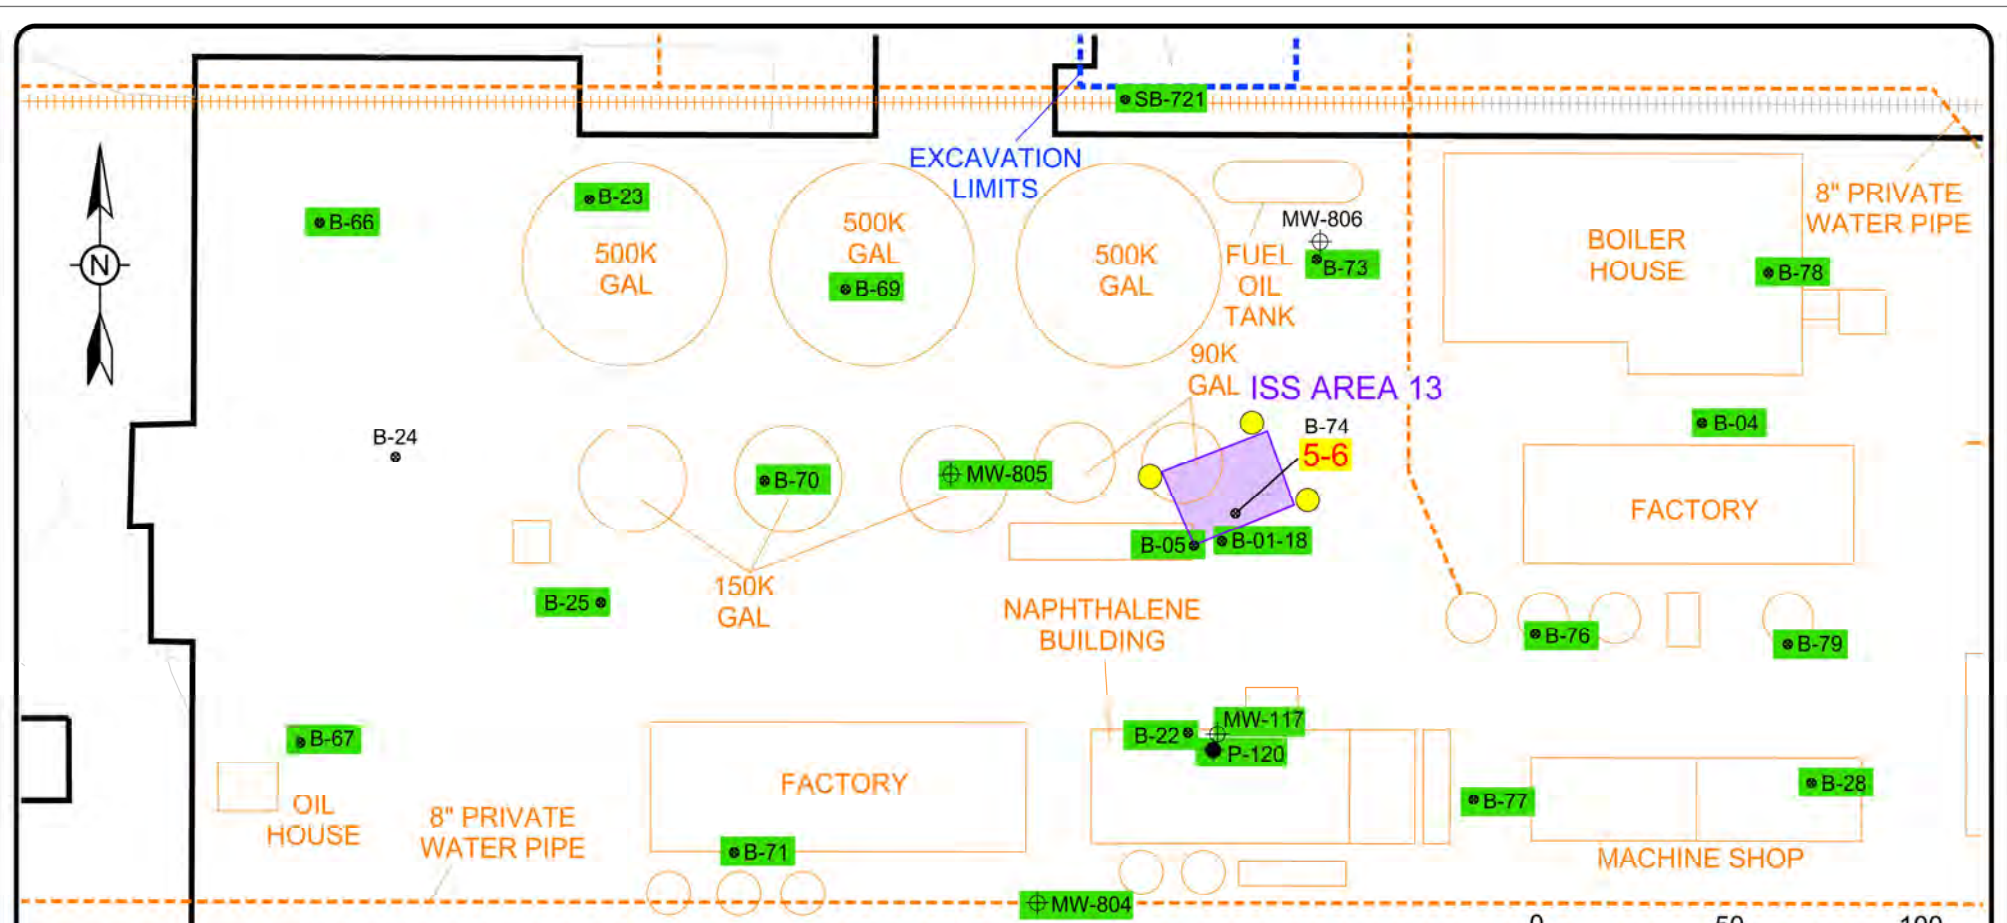 SB-721
EXCAVATION
LIMITS
8" PRIVATE
WATER PIPE
B-66
B-23
500K
GAL
500K
GAL
B-69
500K
GAL
MW-806
B-73
FUEL
OIL
TANK
BOILER
HOUSE
B-78
N
90K
GAL
ISS AREA 13
B-74
5-6
B-04
B-24
B-70
MW-805
FACTORY
B-05
B-01-18
150K
GAL
B-25
NAPHTHALENE
BUILDING
B-76
B-79
B-67
MW-117
B-22
P-120
FACTORY
B-77
B-28
OIL
HOUSE
8" PRIVATE
WATER PIPE
B-71
MACHINE SHOP
MW-804
0 50 100